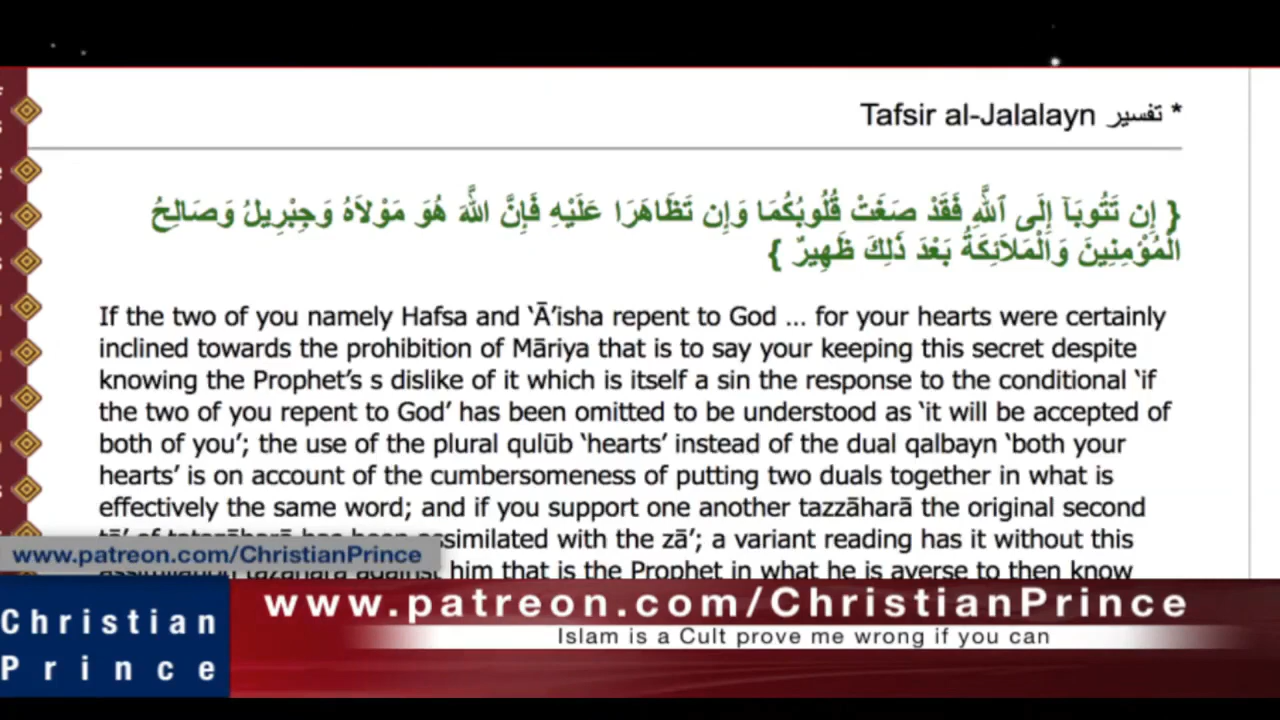 Tafsir al-Jalalayn تفسير *
{ إِن تَتُوبَآ إِلَى ٱللَّهِ فَقَدْ صَغَتْ قُلُوبُكُمَا وَإِن تَظَاهَرَا عَلَيْهِ فَإِنَّ ٱللَّهَ هُوَ مَوْلاَهُ وَجِبْرِيلُ وَصَالِحُ
ٱلْمُؤْمِنِينَ وَٱلْمَلاَئِكَةُ بَعْدَ ذَلِكَ ظَهِيرٌ }
If the two of you namely Hafsa and ‘Ā’isha repent to God ... for your hearts were certainly
inclined towards the prohibition of Māriya that is to say your keeping this secret despite
knowing the Prophet’s s dislike of it which is itself a sin the response to the conditional ‘if
the two of you repent to God’ has been omitted to be understood as ‘it will be accepted of
both of you’; the use of the plural qulūb ‘hearts’ instead of the dual qalbayn ‘both your
hearts’ is on account of the cumbersomeness of putting two duals together in what is
effectively the same word; and if you support one another tazzāharā the original second
assimilated with the zā’; a variant reading has it without this
him that is the Prophet in what he is averse to then know
www.patreon.com/ChristianPrince
www.patreon.com/ChristianPrince
Islam is a Cult prove me wrong if you can
Christian
Prince